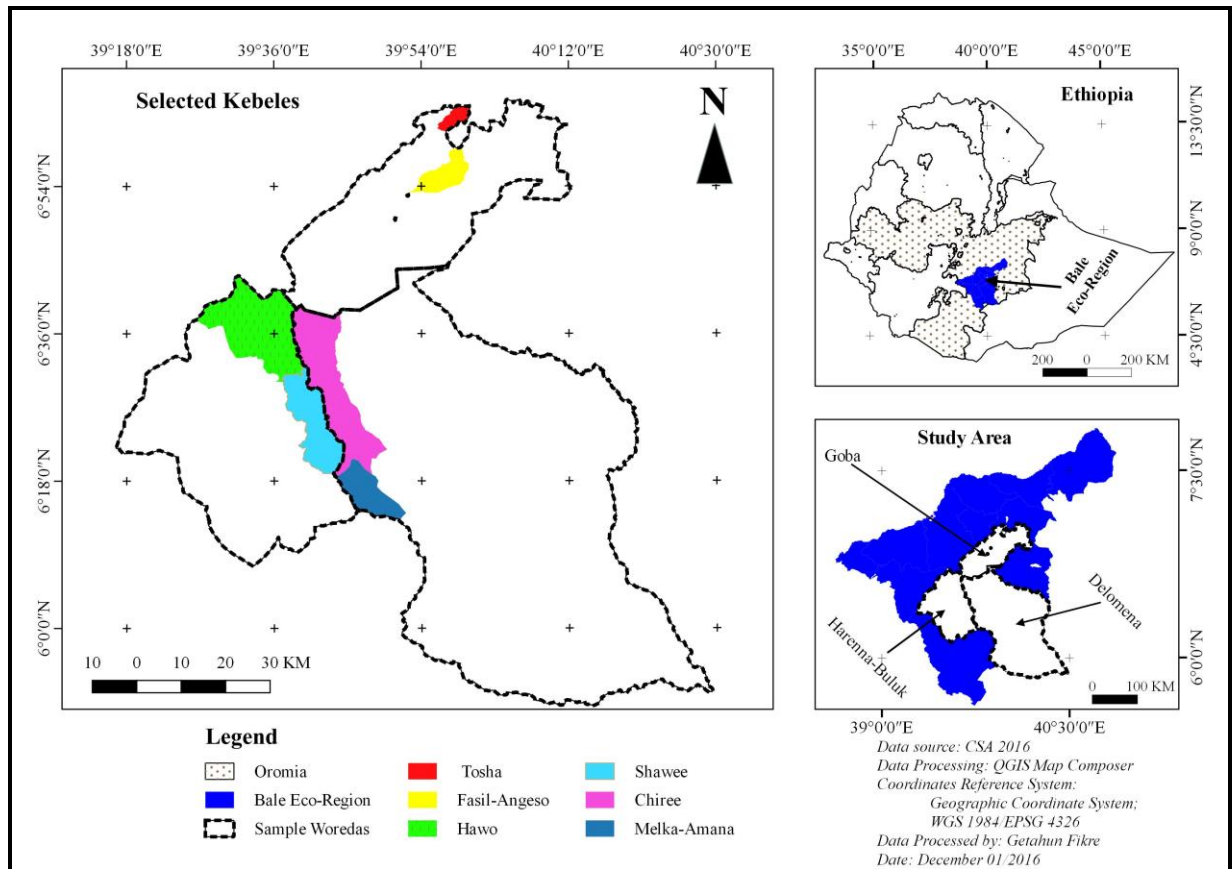 39°18'0"E 39°36'0"E 39°54'0"E 40°12'0"E 40°30'0"E
Selected Kebeles
N
6°54'0"N
6°36'0"N
6°18'0"N
6°0'0"N
10 0 10 20 30 KM
35°0'0"E 40°0'0"E 45°0'0"E
Ethiopia
13°30'0"N
9°0'0"N
4°30'0"N
Bale
Eco-Region
200 0 200 KM
Study Area
Goba
Delomena
Harenna-Buluk
7°30'0"N
6°0'0"N
0 100 KM
39°0'0"E 40°30'0"E
Legend
Oromia
Bale Eco-Region
Sample Woredas
Tosha
Fasil-Angeso
Hawo
Shawee
Chiree
Melka-Amana
Data source: CSA 2016
Data Processing: QGIS Map Composer
Coordinates Reference System:
Geographic Coordinate System;
WGS 1984/EPSG 4326
Data Processed by: Getahun Fikre
Date: December 01/2016